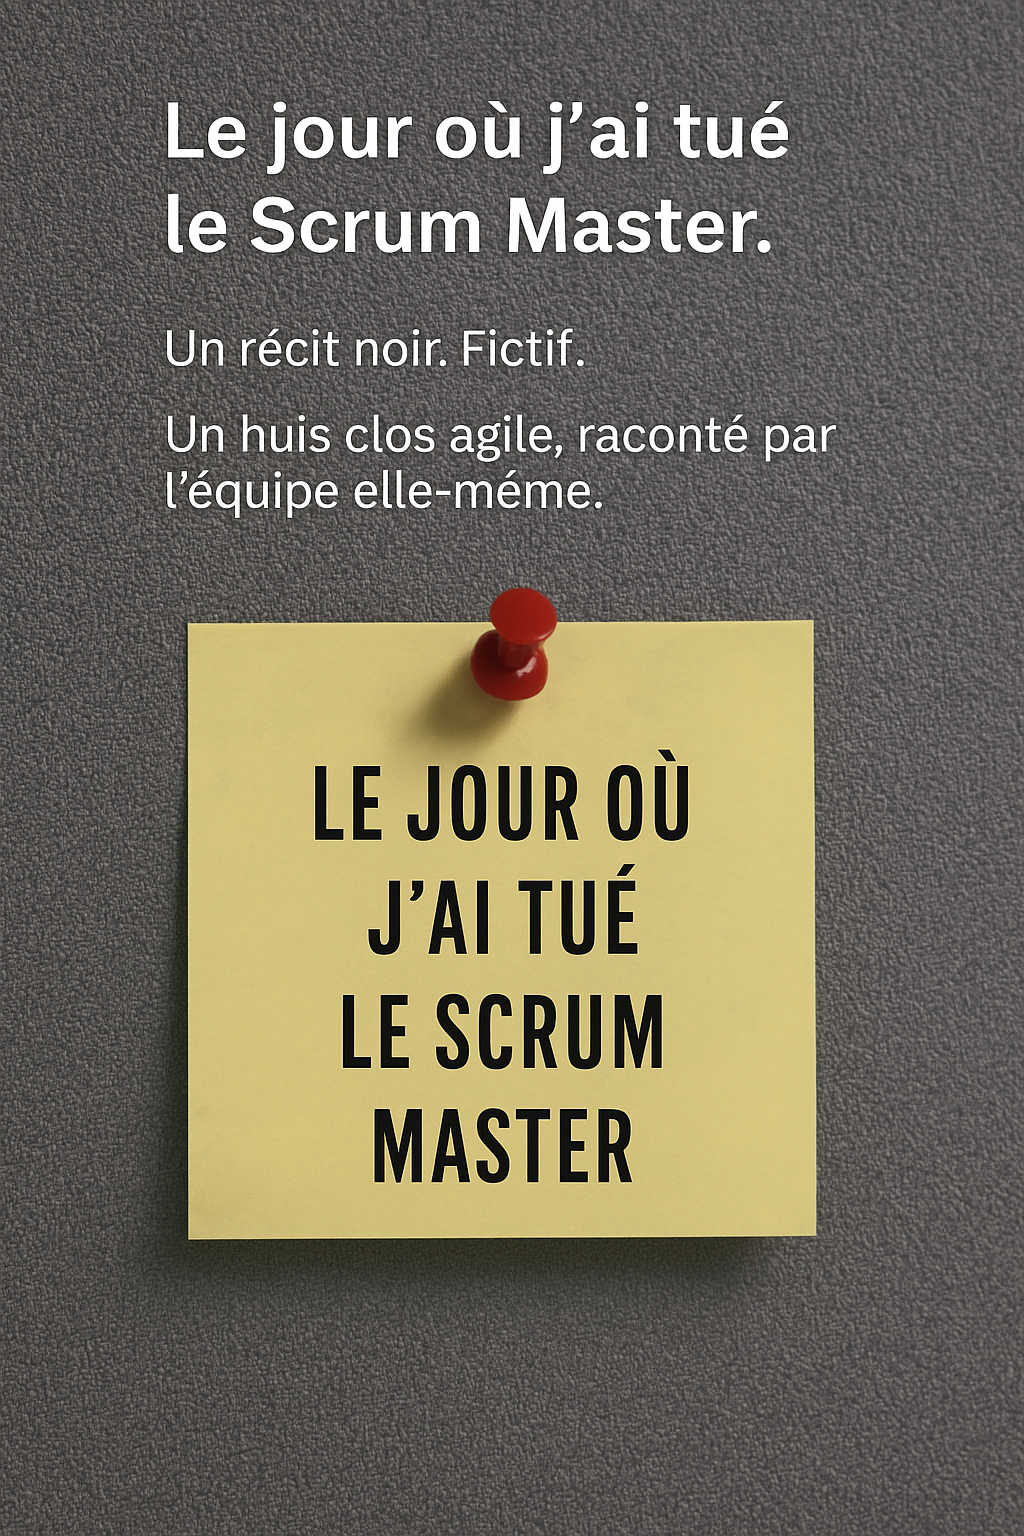 Le jour où j’ai tué
le Scrum Master.
Un récit noir. Fictif.
Un huis clos agile, raconté par
l’équipe elle-méme.
LE JOUR OÙ
J’AI TUÉ
LE SCRUM
MASTER